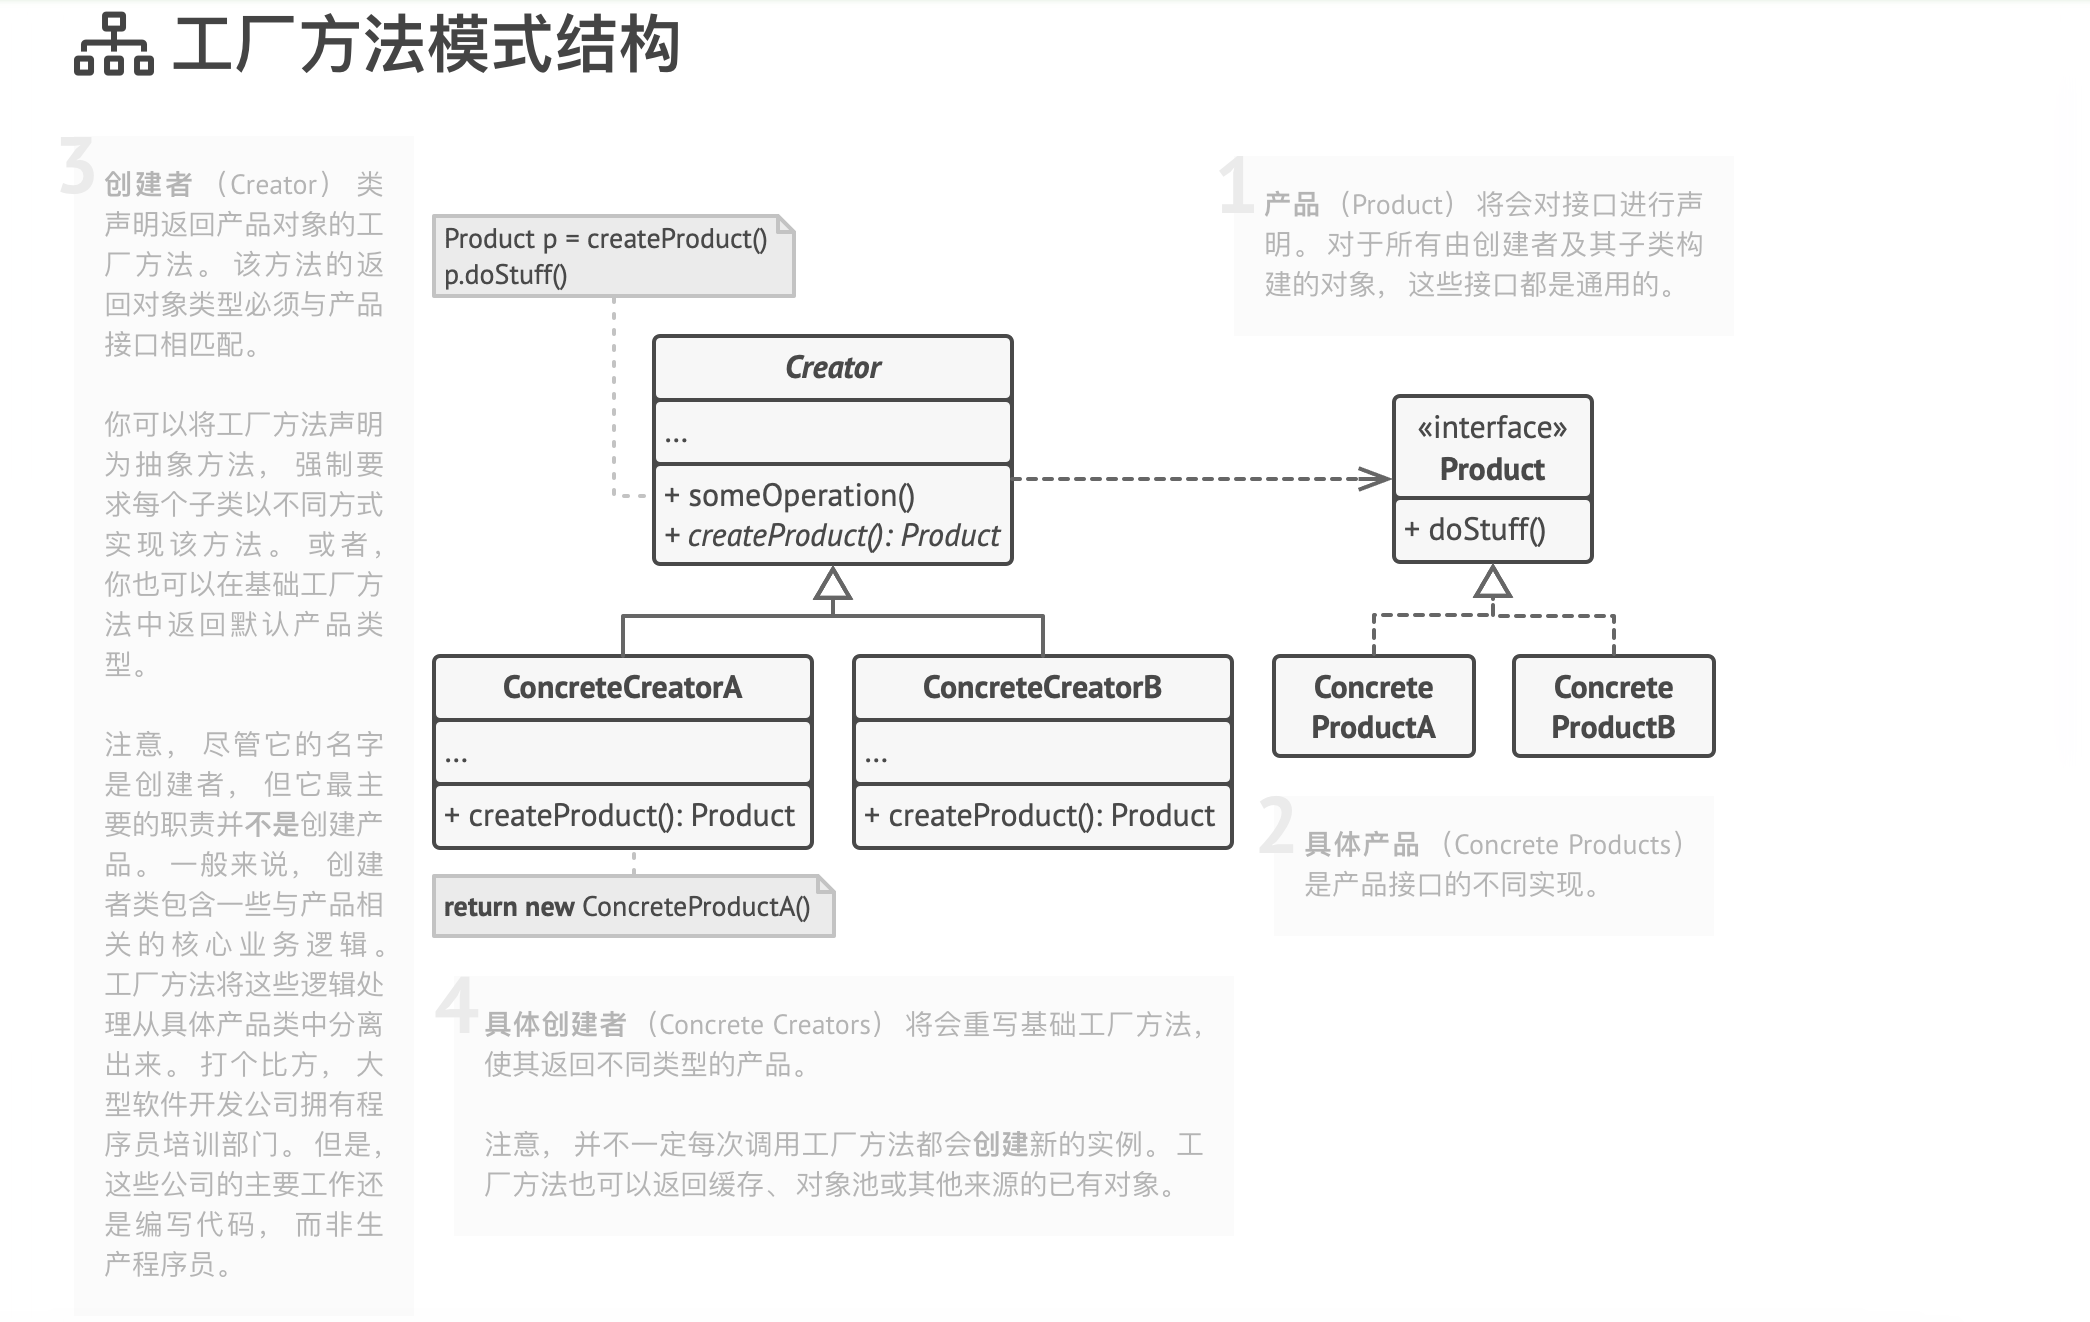 工厂方法模式结构
3
创建者 （Creator） 类
声明返回产品对象的工
厂方法。 该方法的返
回对象类型必须与产品
接口相匹配。
你可以将工厂方法声明
为抽象方法， 强制要
求每个子类以不同方式
实现该方法。 或者，
你也可以在基础工厂方
法中返回默认产品类
型。
注意， 尽管它的名字
是创建者， 但它最主
要的职责并不是创建产
品。 一般来说， 创建
者类包含一些与产品相
关的核心业务逻辑。
工厂方法将这些逻辑处
理从具体产品类中分离
出来。 打个比方， 大
型软件开发公司拥有程
序员培训部门。 但是，
这些公司的主要工作还
是编写代码， 而非生
产程序员。
Product p = createProduct()
p.doStuff()
Creator
...
+ someOperation()
+ createProduct(): Product
ConcreteCreatorA
...
+ createProduct(): Product
return new ConcreteProductA()
ConcreteCreatorB
...
+ createProduct(): Product
1
产品 （Product） 将会对接口进行声
明。 对于所有由创建者及其子类构
建的对象， 这些接口都是通用的。
«interface»
Product
+ doStuff()
Concrete
ProductA
Concrete
ProductB
2
具体产品 （Concrete Products）
是产品接口的不同实现。
4
具体创建者 （Concrete Creators） 将会重写基础工厂方法，
使其返回不同类型的产品。
注意， 并不一定每次调用工厂方法都会创建新的实例。 工
厂方法也可以返回缓存、 对象池或其他来源的已有对象。